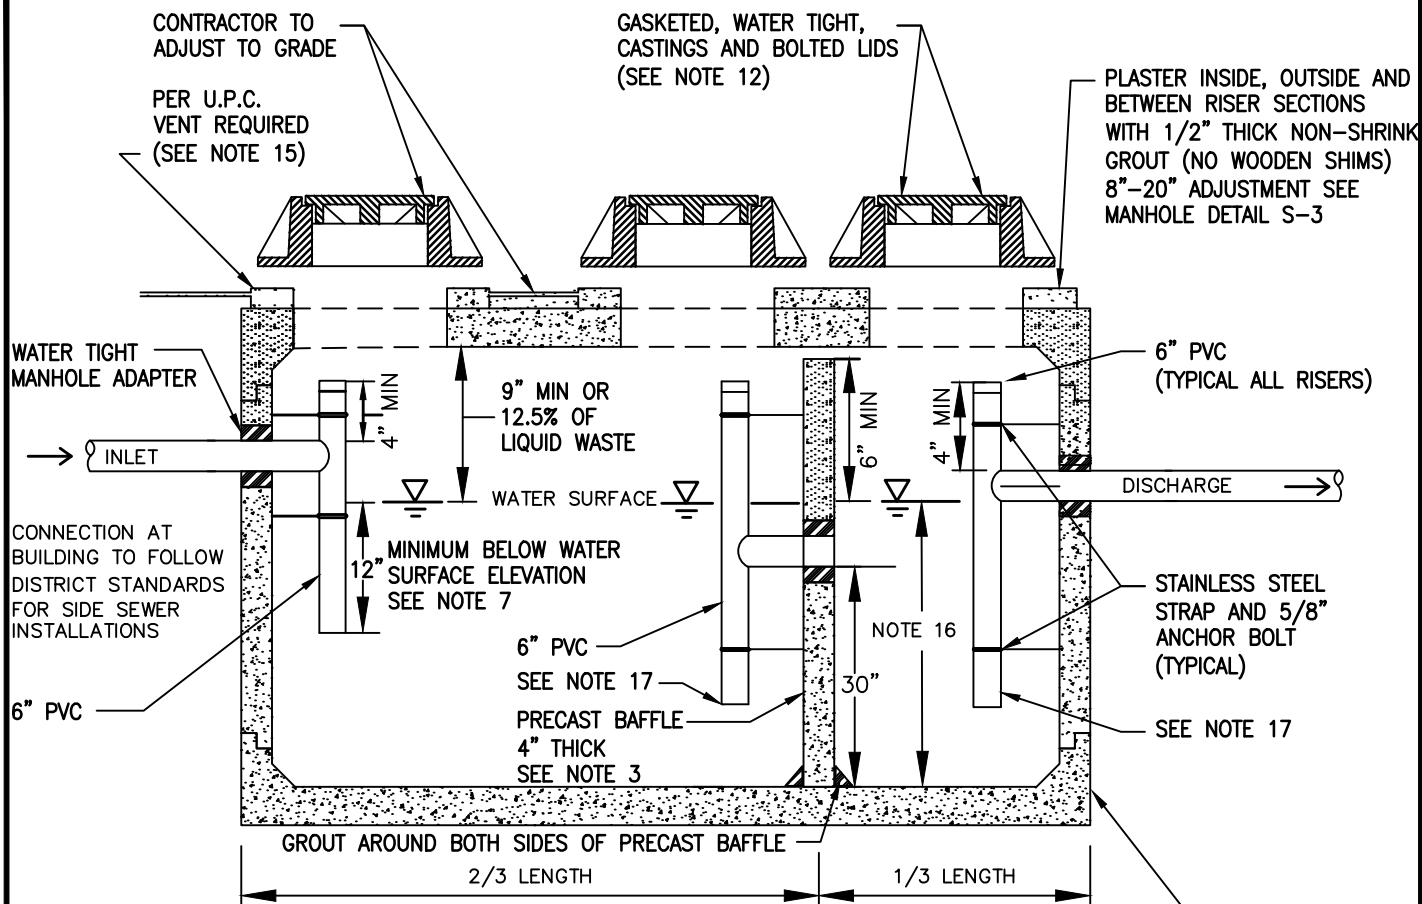 CONTRACTOR TO
ADJUST TO GRADE
GASKETED, WATER TIGHT,
CASTINGS AND BOLTED LIDS
(SEE NOTE 12)
PER U.P.C.
VENT REQUIRED
(SEE NOTE 15)
PLASTER INSIDE, OUTSIDE AND
BETWEEN RISER SECTIONS
WITH 1/2" THICK NON-SHRINK
GROUT (NO WOODEN SHIMS)
8"-20" ADJUSTMENT SEE
MANHOLE DETAIL S-3
WATER TIGHT
MANHOLE ADAPTER
4" MIN
9" MIN OR
12.5% OF
LIQUID WASTE
6" MIN
4" MIN
6" PVC
(TYPICAL ALL RISERS)
INLET
WATER SURFACE
DISCHARGE
CONNECTION AT
BUILDING TO FOLLOW
DISTRICT STANDARDS
FOR SIDE SEWER
INSTALLATIONS
12" MINIMUM BELOW WATER
SURFACE ELEVATION
SEE NOTE 7
STAINLESS STEEL
STRAP AND 5/8"
ANCHOR BOLT
(TYPICAL)
NOTE 16
6" PVC
SEE NOTE 17
30"
6" PVC
PRECAST BAFFLE
4" THICK
SEE NOTE 3
SEE NOTE 17
GROUT AROUND BOTH SIDES OF PRECAST BAFFLE
2/3 LENGTH
1/3 LENGTH